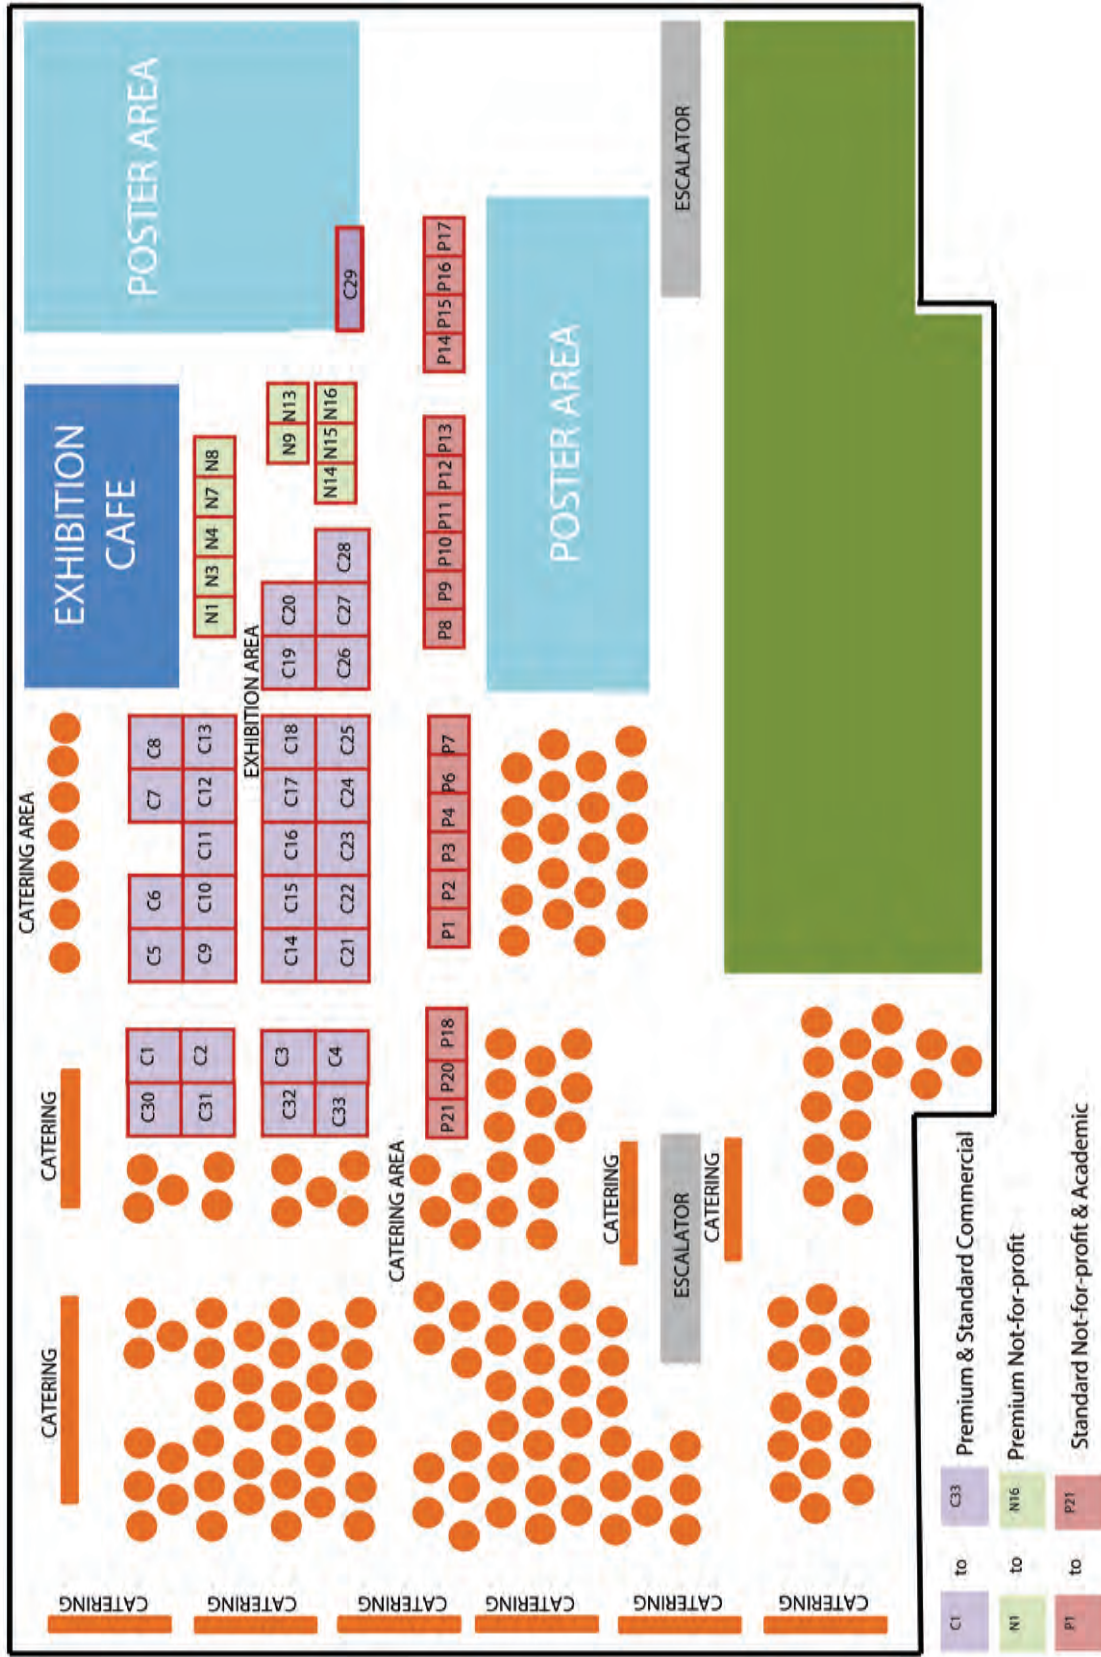 CATERING
CATERING
CATERING AREA
EXHIBITION
CAFE
POSTER AREA
C30
C1
C5
C6
C7
C8
C31
C2
C9
C10
C11
C12
C13
N1
N3
N4
N7
N8
EXHIBITION AREA
C32
C3
C14
C15
C16
C17
C18
C19
C20
N9
N13
C33
C4
C21
C22
C23
C24
C25
C26
C27
C28
N14
N15
N16
C29
CATERING AREA
P21
P20
P18
P1
P2
P3
P4
P6
P7
P8
P9
P10
P11
P12
P13
P14
P15
P16
P17
POSTER AREA
CATERING
ESCALATOR
ESCALATOR
CATERING
CATERING
CATERING
CATERING
CATERING
CATERING
CATERING
C1 to C33 Premium & Standard Commercial
N1 to N16 Premium Not-for-profit
P1 to P21 Standard Not-for-profit & Academic